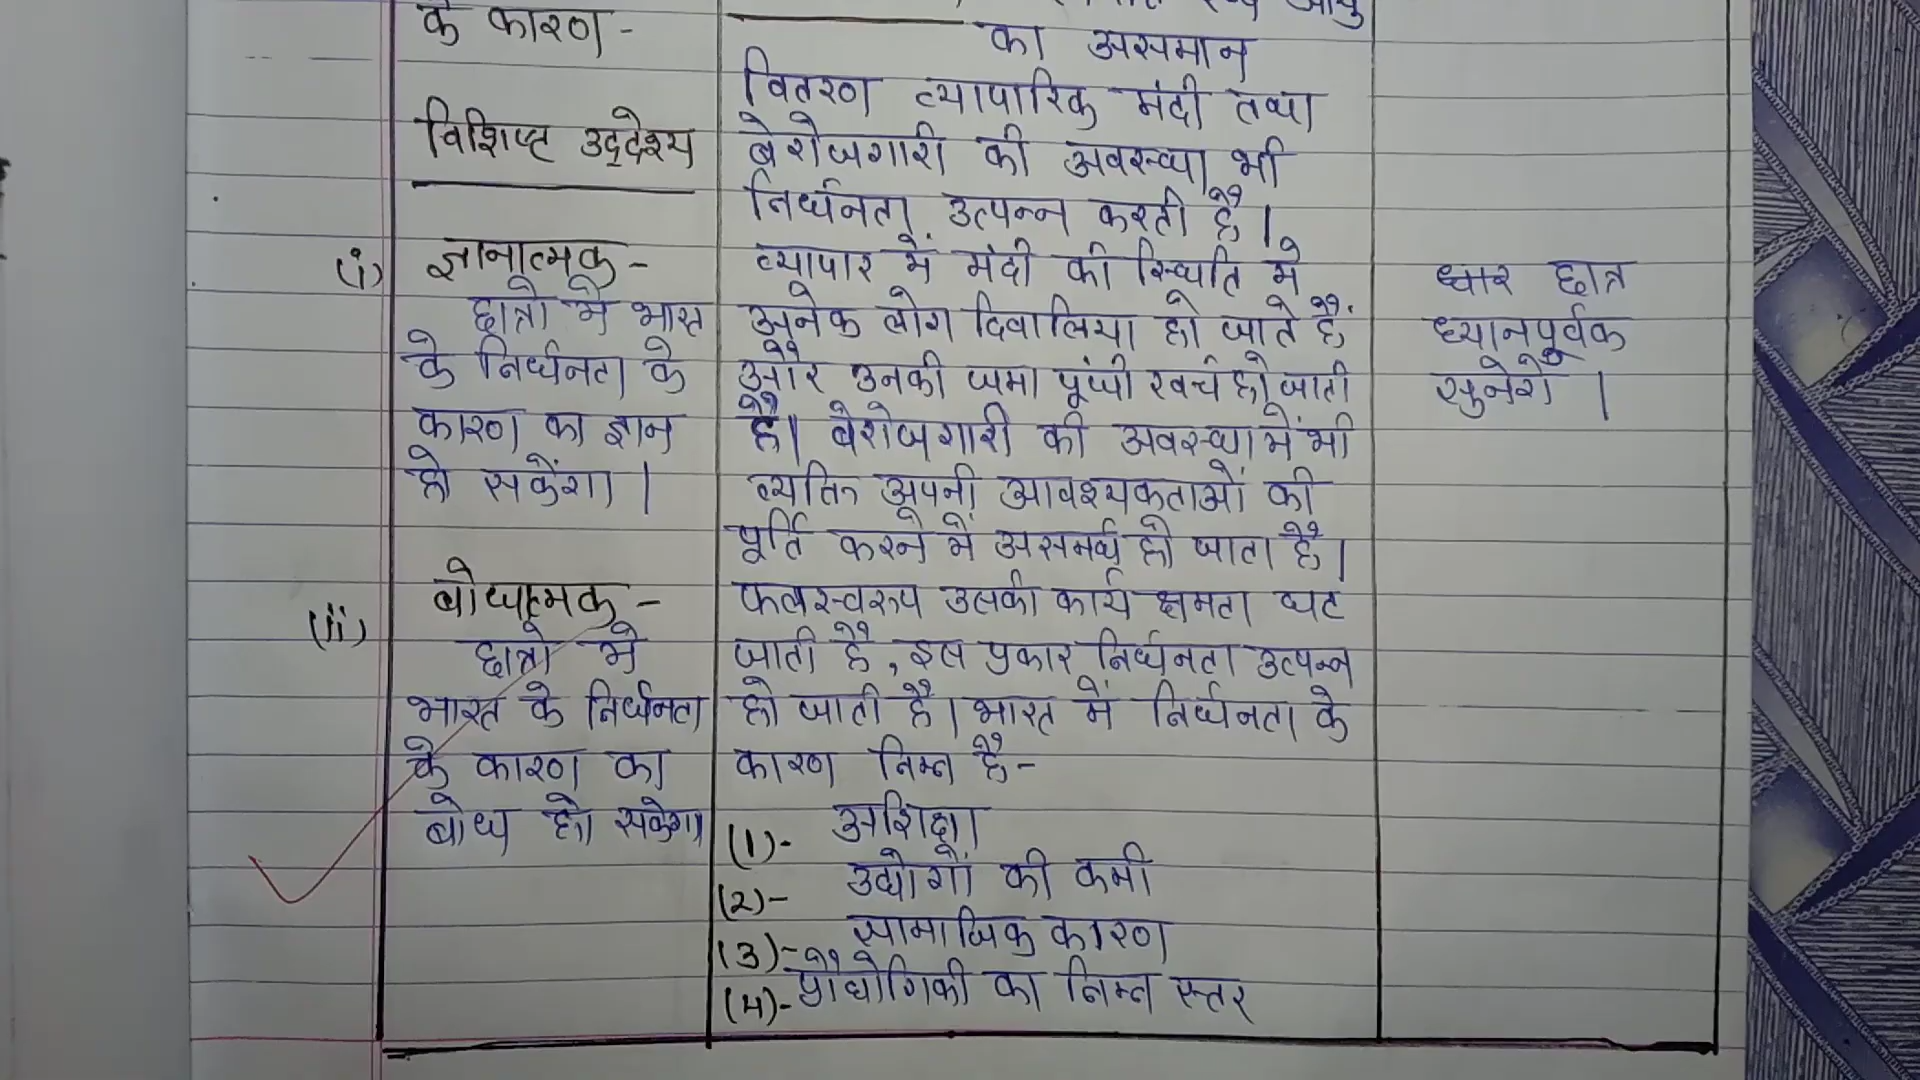 के कारण -
विशिष्ट उद्देश्य
(i) ज्ञानात्मक -
छात्रो मे भारत
के निर्धनता के
कारण का ज्ञान
हो सकेंगा।
(ii) बोधात्मक -
छात्रो मे
भारत के निर्धनता
के कारण का
बोध हो सकेगा
का असमान
वितरण व्यापारिक मंदी तथा
बेरोजगारी की अवस्था भी
निर्धनता उत्पन्न करती है।
व्यापार में मंदी की स्थिति मे
अनेक लोग दिवालिया हो जाते हैं
और उनकी जमा पूंजी खर्च हो जाती
है। बेरोजगारी की अवस्था में भी
व्यक्ति अपनी आवश्यकताओं की
पूर्ति करने में असमर्थ हो जाता है।
फलस्वरुप उसकी कार्य क्षमता घट
जाती है, इस प्रकार निर्धनता उत्पन्न
हो जाती है। भारत में निर्धनता के
कारण निम्न है-
(1)- अशिक्षा
(2)- उद्योगों की कमी
(3)- सामाजिक कारण
(4)- प्रौद्योगिकी का निम्न स्तर
छात्र
ध्यानपूर्वक
सुनेगे।